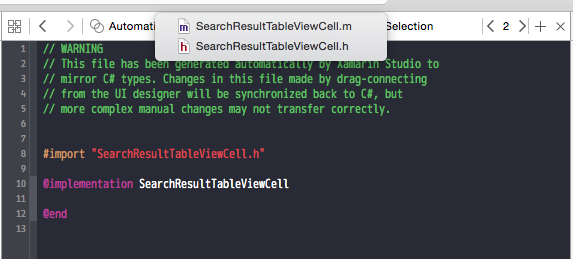 Automati
SearchResultTableViewCell.m
Selection
2
SearchResultTableViewCell.h
1 // WARNING
2 // This file has been generated automatically by Xamarin Studio to
3 // mirror C# types. Changes in this file made by drag-connecting
4 // from the UI designer will be synchronized back to C#, but
5 // more complex manual changes may not transfer correctly.
6
7
8 #import "SearchResultTableViewCell.h"
9
10 @implementation SearchResultTableViewCell
11
12 @end
13